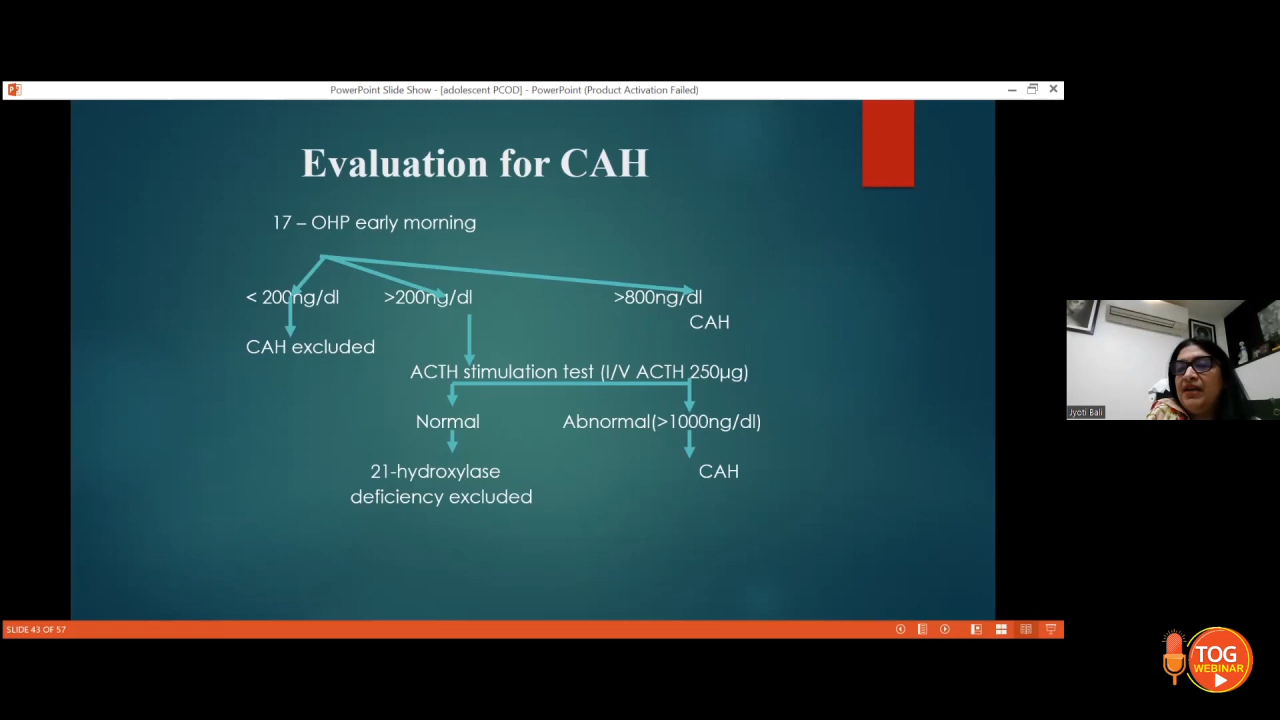 PowerPoint Slide Show - [adolescent PCOD] - PowerPoint (Product Activation Failed)
Evaluation for CAH
17 – OHP early morning
< 200ng/dl >200ng/dl >800ng/dl
CAH
CAH excluded
ACTH stimulation test (I/V ACTH 250µg)
Normal Abnormal(>1000ng/dl)
21-hydroxylase CAH
deficiency excluded
Jyoti Bali
SLIDE 43 OF 57
TOG
WEBINAR